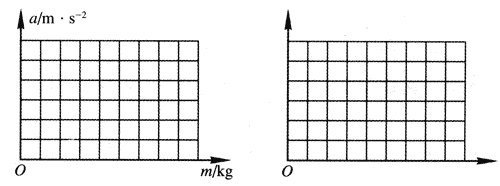 a/m · s⁻²
O
m/kg
O